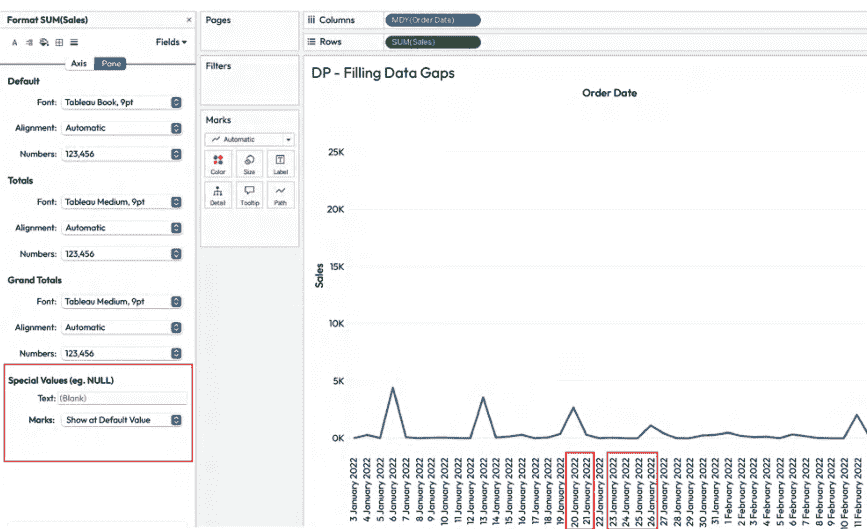 Format SUM(Sales)
×
Fields
Axis
Pane
Default
Font: Tableau Book, 9pt
Alignment: Automatic
Numbers: 123,456
Totals
Font: Tableau Medium, 9pt
Alignment: Automatic
Numbers: 123,456
Grand Totals
Font: Tableau Medium, 9pt
Alignment: Automatic
Numbers: 123,456
Special Values (eg. NULL)
Text: (Blank)
Marks: Show at Default Value
Pages
Filters
Marks
Automatic
Color
Size
Label
Detail
Tooltip
Path
Columns
MDY(Order Date)
Rows
SUM(Sales)
DP - Filling Data Gaps
Order Date
Sales
25K
20K
15K
10K
5K
0K
3 January 2022
4 January 2022
5 January 2022
6 January 2022
7 January 2022
8 January 2022
9 January 2022
10 January 2022
11 January 2022
12 January 2022
13 January 2022
14 January 2022
15 January 2022
16 January 2022
17 January 2022
18 January 2022
19 January 2022
20 January 2022
21 January 2022
22 January 2022
23 January 2022
24 January 2022
25 January 2022
26 January 2022
27 January 2022
28 January 2022
29 January 2022
30 January 2022
31 January 2022
1 February 2022
2 February 2022
3 February 2022
4 February 2022
5 February 2022
6 February 2022
7 February 2022
8 February 2022
9 February 2022
10 February 2022
11 February 2022